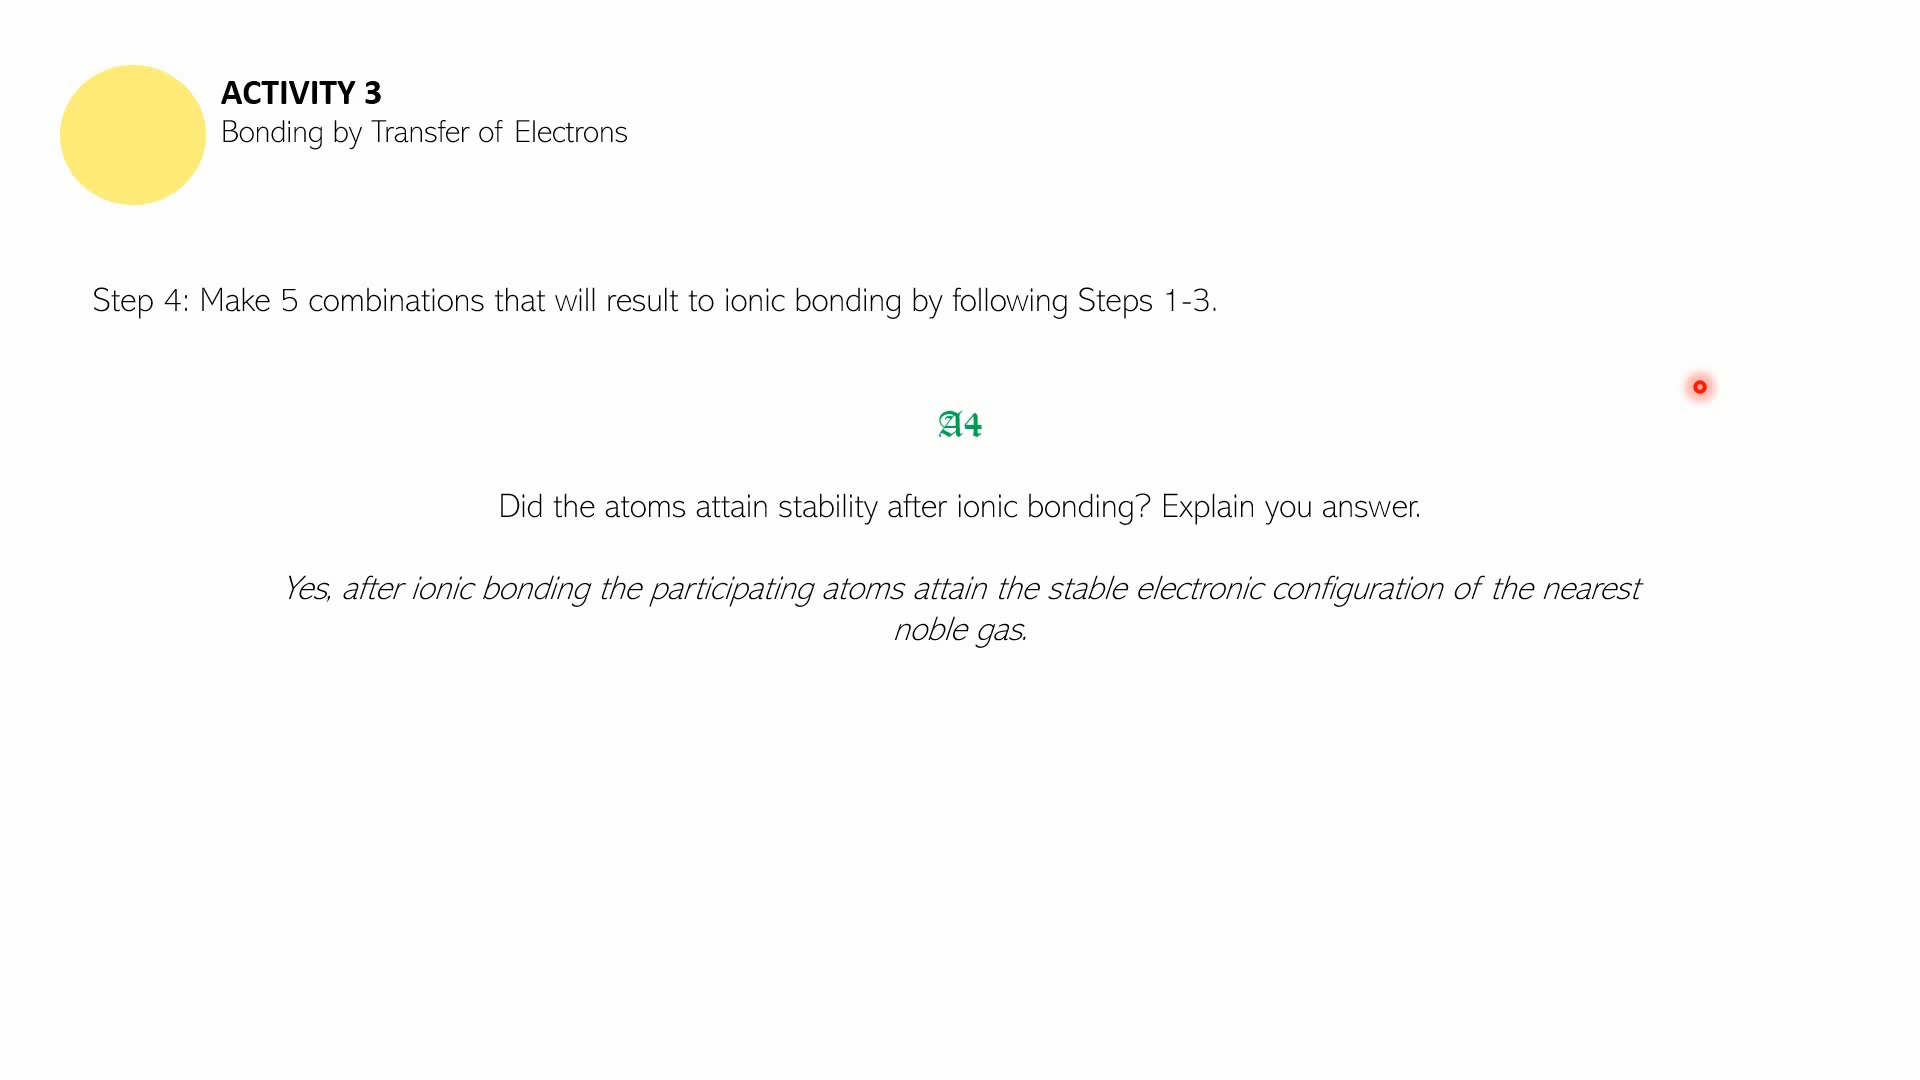 ACTIVITY 3
Bonding by Transfer of Electrons
Step 4: Make 5 combinations that will result to ionic bonding by following Steps 1-3.
A4
Did the atoms attain stability after ionic bonding? Explain you answer.
Yes, after ionic bonding the participating atoms attain the stable electronic configuration of the nearest
noble gas.